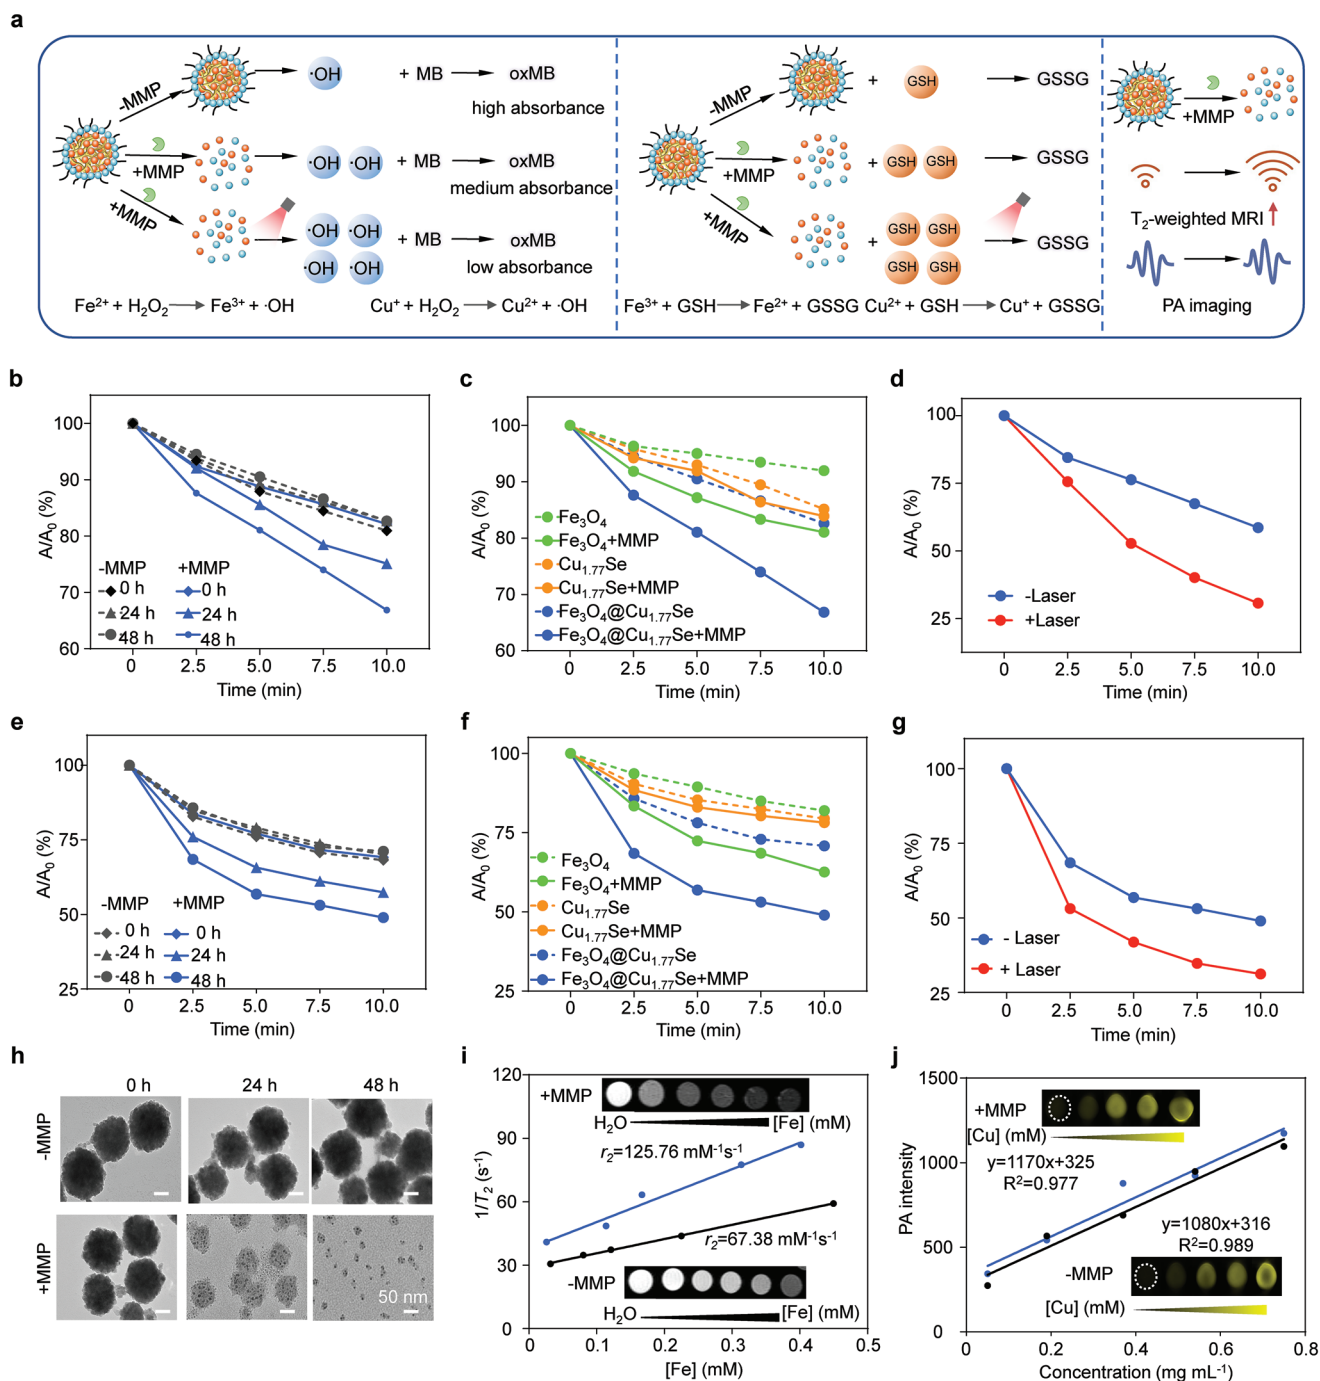 a
-MMP
·OH
+ MB
oxMB
high absorbance
+MMP
·OH ·OH
+ MB
oxMB
medium absorbance
+MMP
·OH ·OH
·OH ·OH
+ MB
oxMB
low absorbance
Fe²⁺ + H₂O₂ → Fe³⁺ + ·OH
Cu⁺ + H₂O₂ → Cu²⁺ + ·OH
-MMP
+
GSH
GSSG
+MMP
+
GSH GSH
GSSG
+MMP
+
GSH GSH
GSH GSH
GSSG
Fe³⁺ + GSH → Fe²⁺ + GSSG
Cu²⁺ + GSH → Cu⁺ + GSSG
+MMP
T₂-weighted MRI
PA imaging
b
A/A₀ (%)
100
90
80
70
60
-MMP +MMP
0 h 0 h
24 h 24 h
48 h 48 h
0 2.5 5.0 7.5 10.0
Time (min)
c
A/A₀ (%)
100
90
80
70
60
Fe₃O₄
Fe₃O₄+MMP
Cu₁.₇₇Se
Cu₁.₇₇Se+MMP
Fe₃O₄@Cu₁.₇₇Se
Fe₃O₄@Cu₁.₇₇Se+MMP
0 2.5 5.0 7.5 10.0
Time (min)
d
A/A₀ (%)
100
75
50
25
-Laser
+Laser
0 2.5 5.0 7.5 10.0
Time (min)
e
A/A₀ (%)
100
75
50
25
-MMP +MMP
0 h 0 h
24 h 24 h
48 h 48 h
0 2.5 5.0 7.5 10.0
Time (min)
f
A/A₀ (%)
100
75
50
25
Fe₃O₄
Fe₃O₄+MMP
Cu₁.₇₇Se
Cu₁.₇₇Se+MMP
Fe₃O₄@Cu₁.₇₇Se
Fe₃O₄@Cu₁.₇₇Se+MMP
0 2.5 5.0 7.5 10.0
Time (min)
g
A/A₀ (%)
100
75
50
25
- Laser
+ Laser
0 2.5 5.0 7.5 10.0
Time (min)
h
0 h 24 h 48 h
-MMP
+MMP
50 nm
i
1/T₂ (s⁻¹)
120
90
60
30
0
+MMP
H₂O [Fe] (mM)
r₂=125.76 mM⁻¹s⁻¹
r₂=67.38 mM⁻¹s⁻¹
-MMP
H₂O [Fe] (mM)
0 0.1 0.2 0.3 0.4 0.5
[Fe] (mM)
j
PA intensity
1500
1000
500
0
+MMP
[Cu] (mM)
y=1170x+325
R²=0.977
y=1080x+316
R²=0.989
-MMP
[Cu] (mM)
0 0.2 0.4 0.6 0.8
Concentration (mg mL⁻¹)